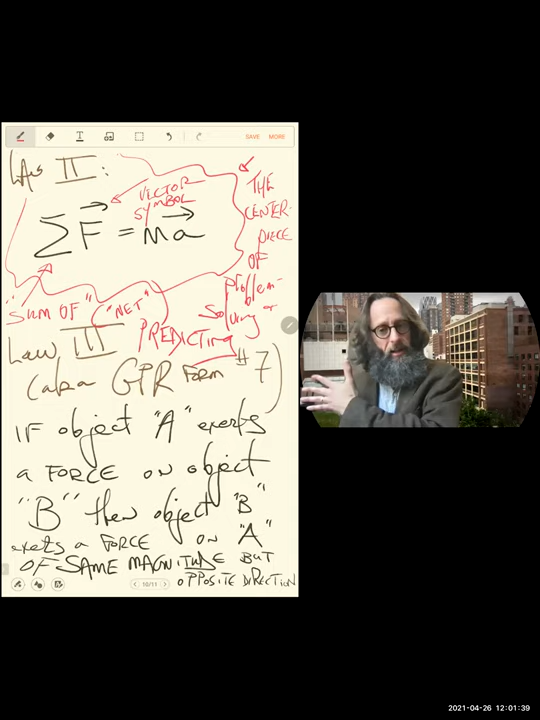 SAVE MORE
LAW II:
VECTOR
SYMBOL
THE
CENTER-
PIECE
OF
Problem-
Solving or
PREDICTING
ΣF = ma
"SUM OF" "NET"
Law III
(aka GPR Form #7)
IF object "A" exerts
a FORCE ON object
"B" then object "B"
exerts a FORCE ON "A"
OF SAME MAGNITUDE BUT
OPPOSITE DIRECTION
10/11
2021-04-26 12:01:39